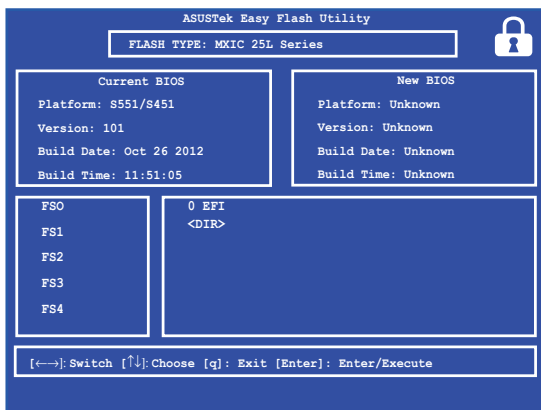 ASUSTek Easy Flash Utility
FLASH TYPE: MXIC 25L Series
Current BIOS
Platform: S551/S451
Version: 101
Build Date: Oct 26 2012
Build Time: 11:51:05
New BIOS
Platform: Unknown
Version: Unknown
Build Date: Unknown
Build Time: Unknown
FSO
FS1
FS2
FS3
FS4
0 EFI
<DIR>
[←→]: Switch [↑↓]: Choose [q]: Exit [Enter]: Enter/Execute